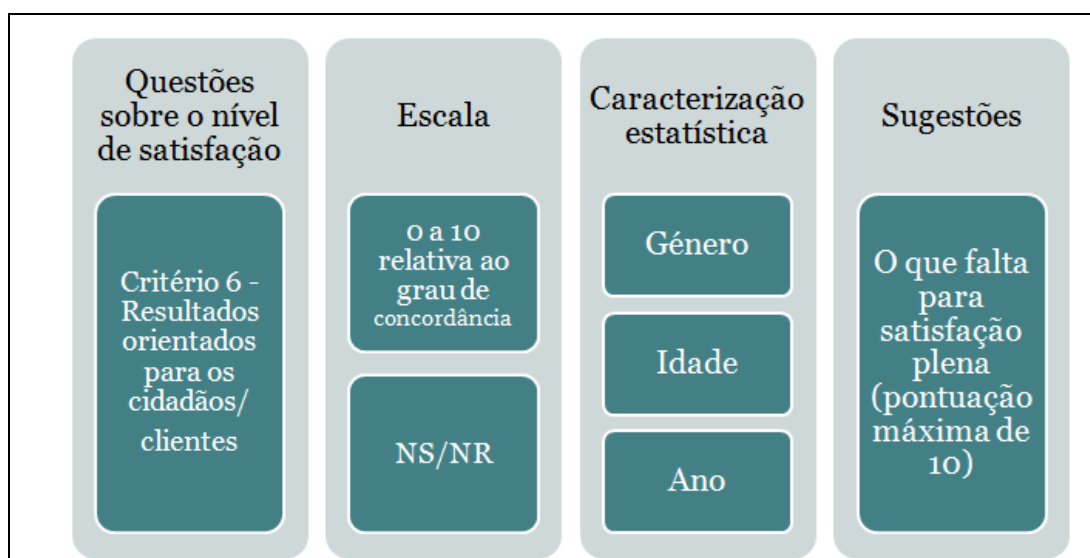 Questões
sobre o nível
de satisfação
Critério 6 -
Resultados
orientados
para os
cidadãos/
clientes
Escala
0 a 10
relativa ao
grau de
concordância
NS/NR
Caracterização
estatística
Género
Idade
Ano
Sugestões
O que falta
para
satisfação
plena
(pontuação
máxima de
10)